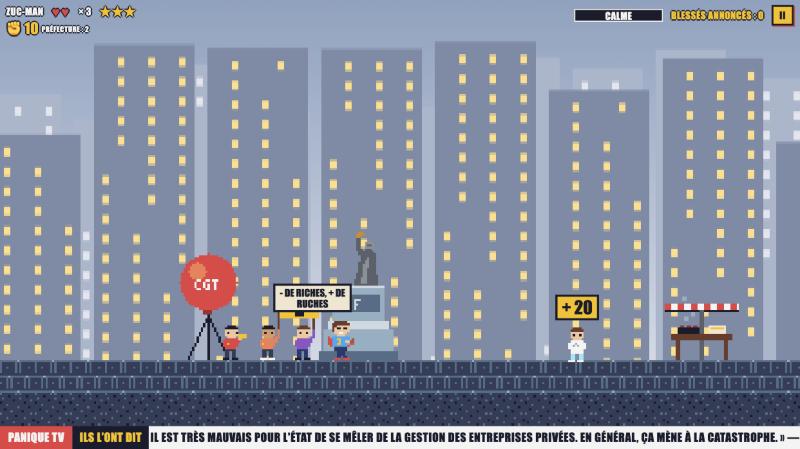 ZUC-MAN ×3
CALME
BLESSÉS ANNONCÉS : 0
10 PRÉFECTURE : 2
CGT
- DE RICHES, + DE
RUCHES
F
+ 20
PANIQUE TV
ILS L'ONT DIT
IL EST TRÈS MAUVAIS POUR L'ÉTAT DE SE MÊLER DE LA GESTION DES ENTREPRISES PRIVÉES. EN GÉNÉRAL, ÇA MÈNE À LA CATASTROPHE. » —